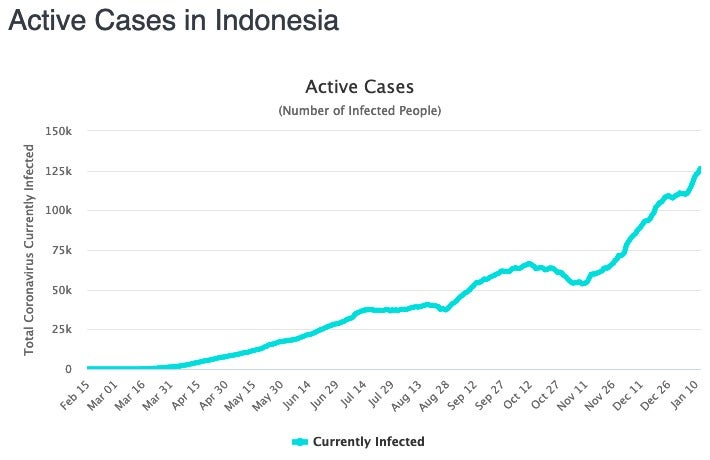 Active Cases in Indonesia
Active Cases
(Number of Infected People)
Total Coronavirus Currently Infected
150k
125k
100k
75k
50k
25k
0
Feb 15
Mar 01
Mar 16
Mar 31
Apr 15
Apr 30
May 15
May 30
Jun 14
Jun 29
Jul 14
Jul 29
Aug 13
Aug 28
Sep 12
Sep 27
Oct 12
Oct 27
Nov 11
Nov 26
Dec 11
Dec 26
Jan 10
Currently Infected